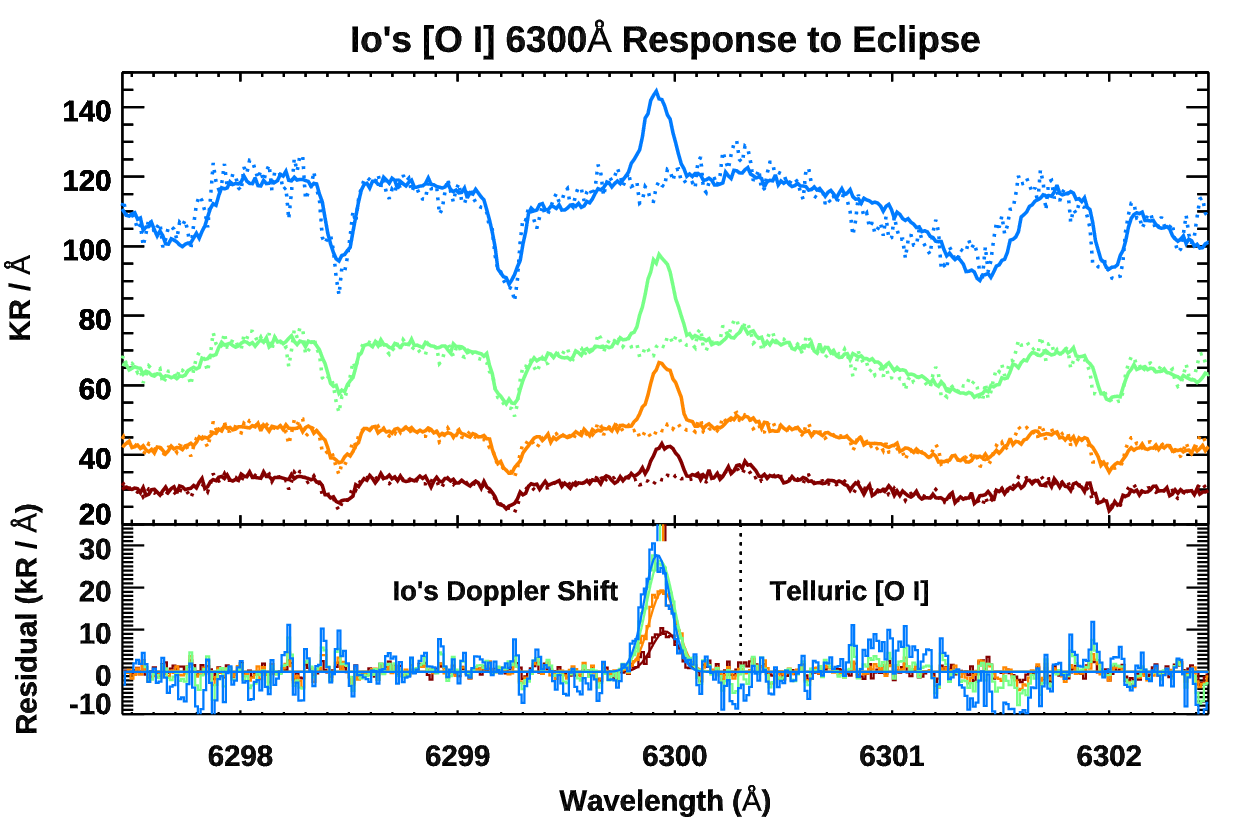 Io's [O I] 6300Å Response to Eclipse
140
120
100
80
60
40
20
KR / Å
30
20
10
0
-10
Residual (kR / Å)
Io's Doppler Shift
Telluric [O I]
6298
6299
6300
6301
6302
Wavelength (Å)